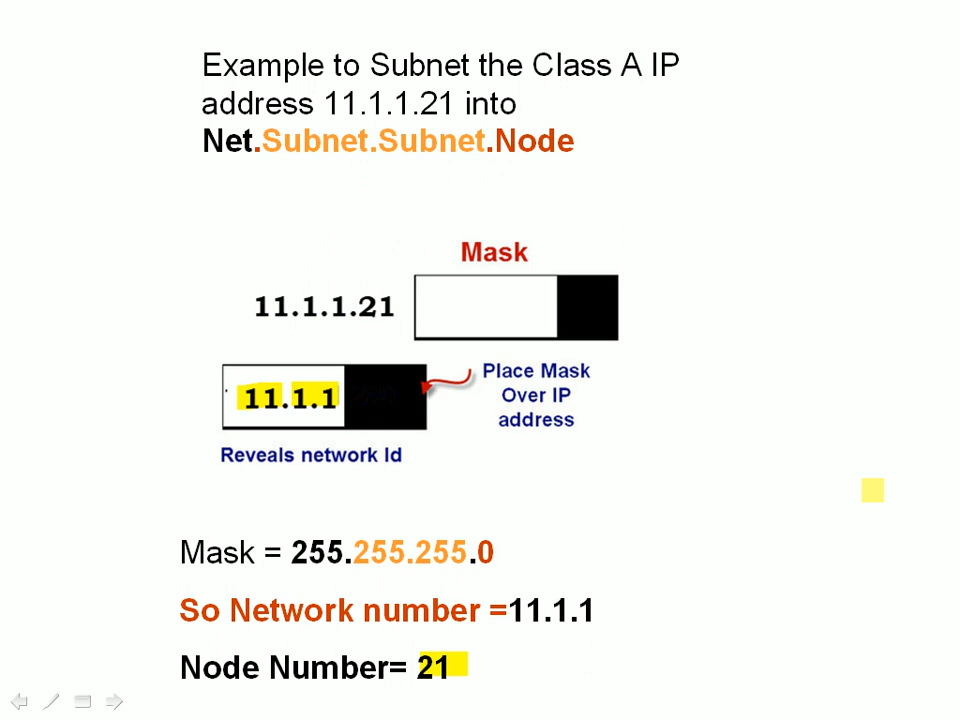 Example to Subnet the Class A IP
address 11.1.1.21 into
Net.Subnet.Subnet.Node
Mask
11.1.1.21
11.1.1
Place Mask
Over IP
address
Reveals network Id
Mask = 255.255.255.0
So Network number =11.1.1
Node Number= 21